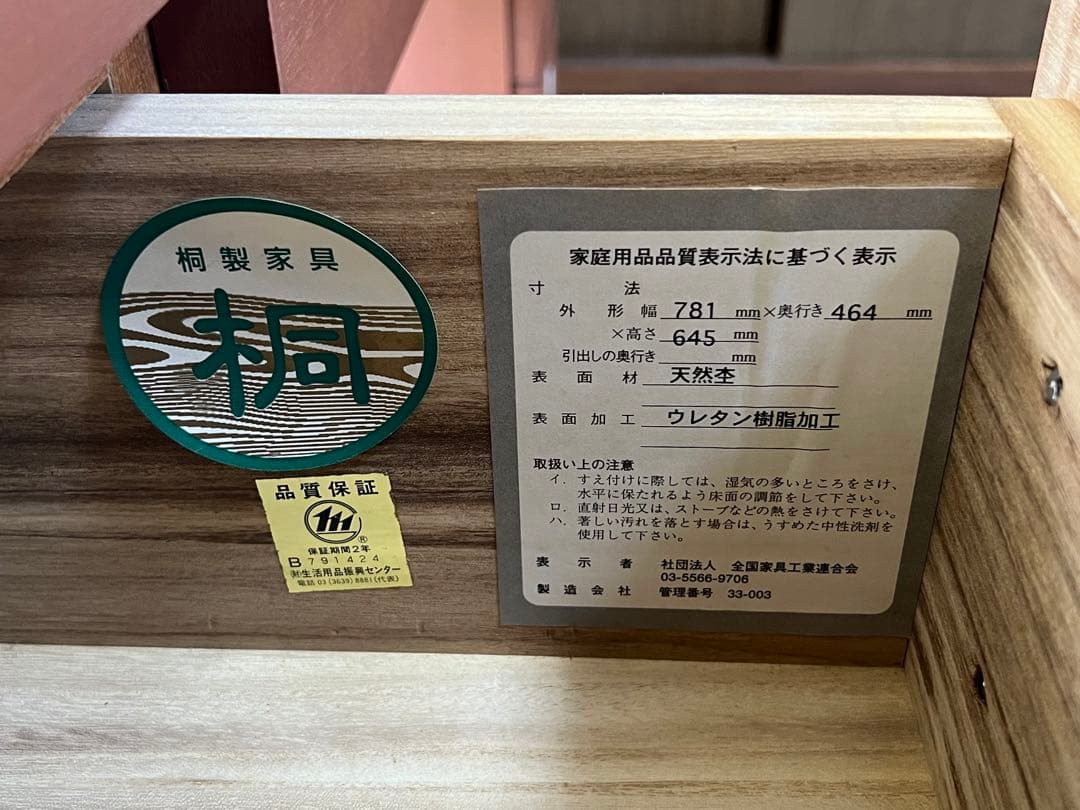 桐製家具
桐
品質保証
®
保証期間2年
B791424
(財)生活用品振興センター
電話 03 (3639) 8881(代表)
家庭用品品質表示法に基づく表示
寸法
外形幅 781 mm×奥行き 464 mm
×高さ 645 mm
引出しの奥行き mm
表面材 天然杢
表面加工 ウレタン樹脂加工
取扱い上の注意
イ. すえ付けに際しては、湿気の多いところをさけ、
水平に保たれるよう床面の調節をして下さい。
ロ. 直射日光又は、ストーブなどの熱をさけて下さい。
ハ. 著しい汚れを落とす場合は、うすめた中性洗剤を
使用して下さい。
表示者 社団法人 全国家具工業連合会
03-5566-9706
製造会社 管理番号 33-003